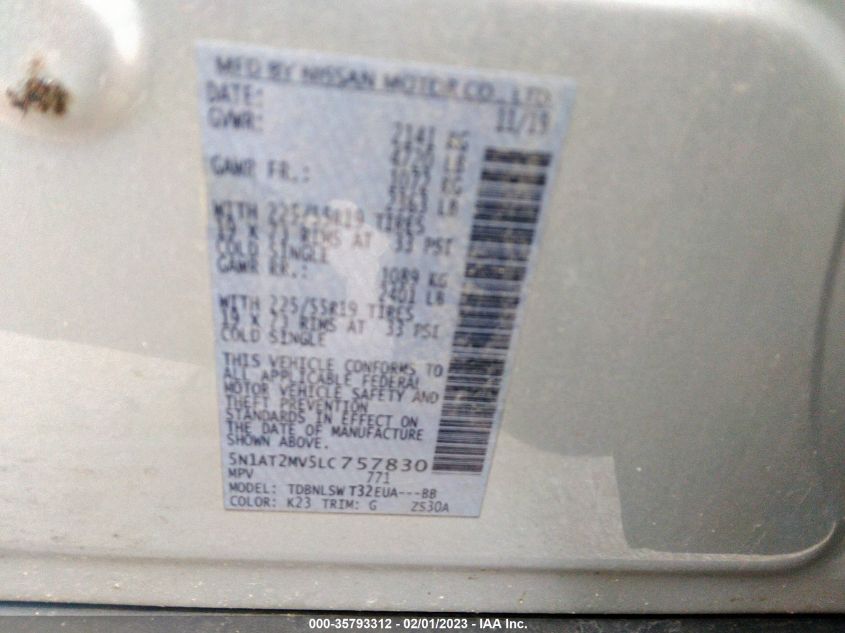 MFD BY NISSAN MOTOR CO., LTD.
DATE: 11/19
GVWR: 2141 KG
4720 LB
GAWR FR.: 1075 KG
LB
WITH 225/55R19 TIRES
19 X 7J RIMS AT 33 PSI
COLD SINGLE
GAWR RR.: 1089 KG
2401 LB
WITH 225/55R19 TIRES
19 X 7J RIMS AT 33 PSI
COLD SINGLE
THIS VEHICLE CONFORMS TO
ALL APPLICABLE FEDERAL
MOTOR VEHICLE SAFETY AND
THEFT PREVENTION
STANDARDS IN EFFECT ON
THE DATE OF MANUFACTURE
SHOWN ABOVE.
5N1AT2MV5LC757830
MPV 771
MODEL: TDBNLSW T32EUA---BB
COLOR: K23 TRIM: G ZS30A
000-35793312 - 02/01/2023 - IAA Inc.